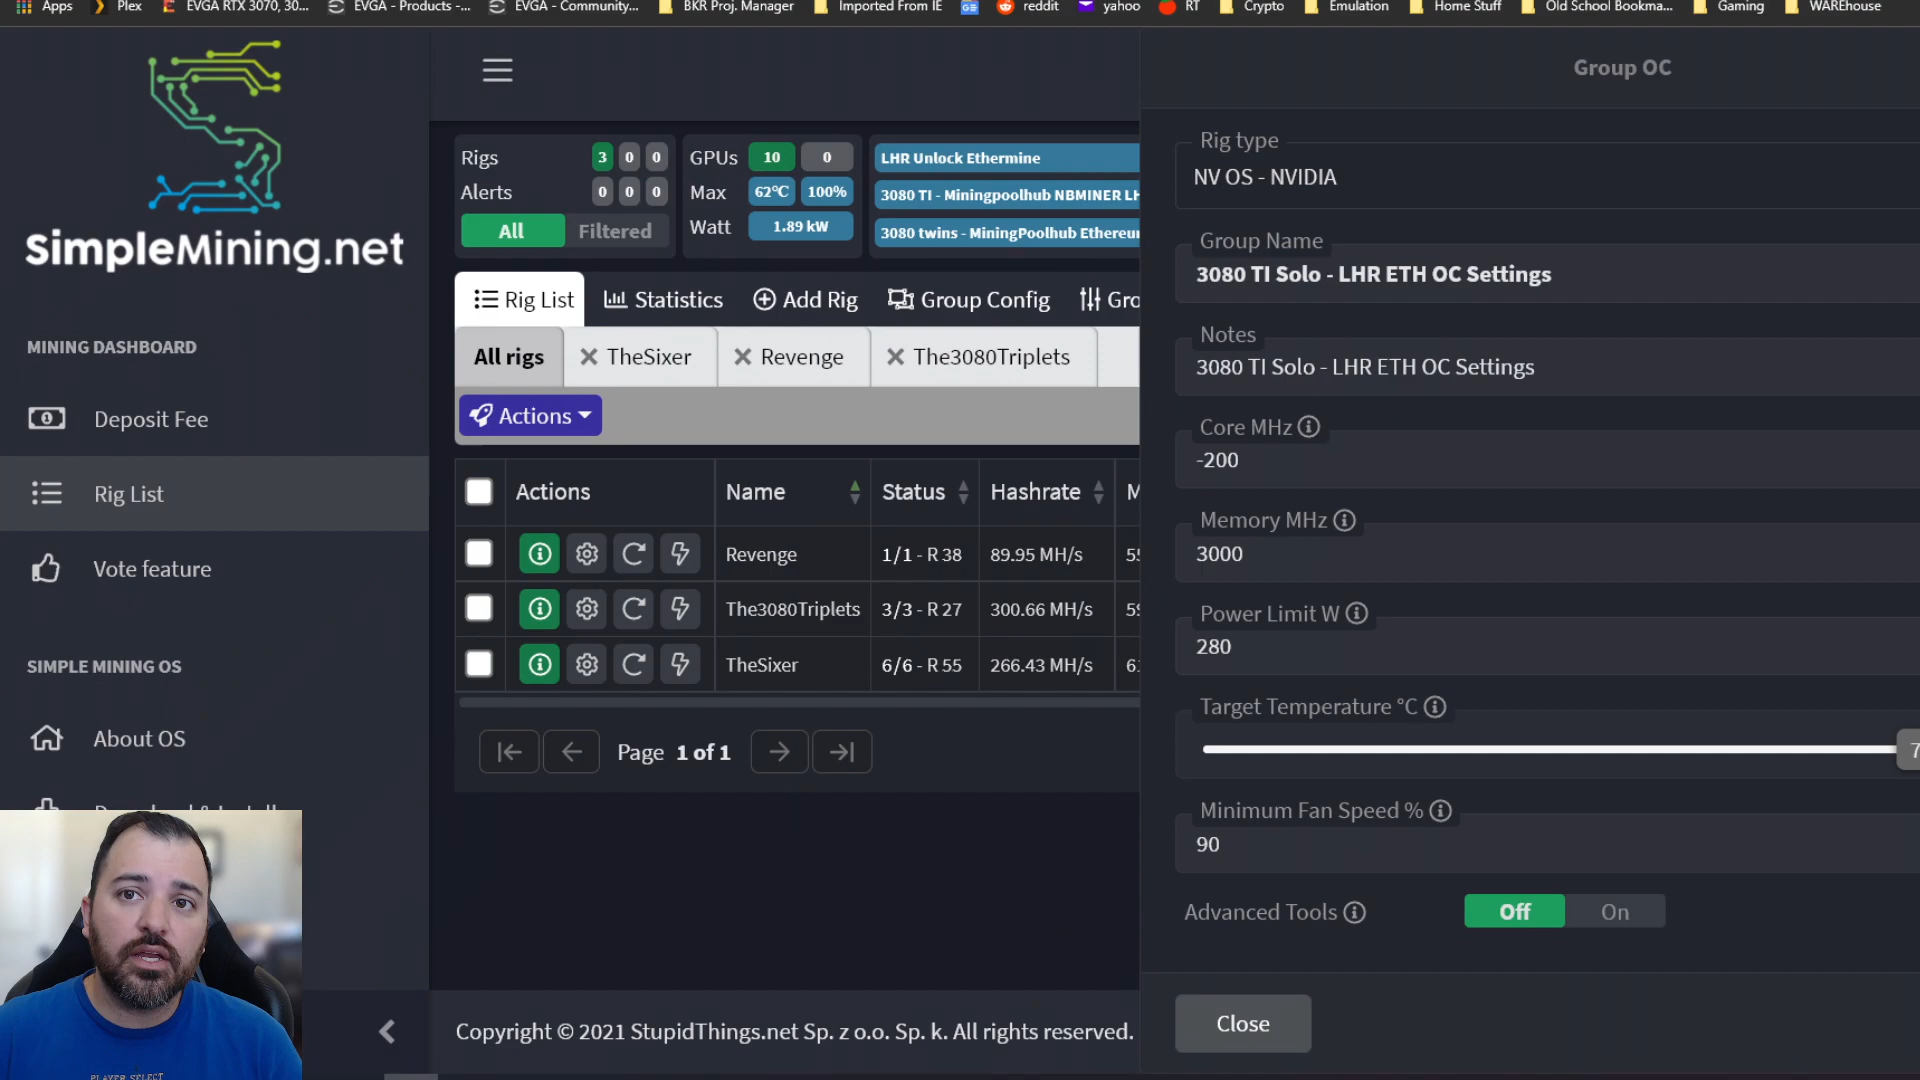 Apps
Plex
EVGA RTX 3070, 30...
EVGA - Products -...
EVGA - Community...
BKR Proj. Manager
Imported From IE
reddit
yahoo
RT
Crypto
Emulation
Home Stuff
Old School Bookma...
Gaming
WAREhouse
SimpleMining.net
MINING DASHBOARD
Deposit Fee
Rig List
Vote feature
SIMPLE MINING OS
About OS
Rigs 3 0 0
Alerts 0 0 0
All Filtered
GPUs 10 0
Max 62°C 100%
Watt 1.89 kW
LHR Unlock Ethermine
3080 TI - Miningpoolhub NBMINER LH
3080 twins - MiningPoolhub Ethereu
Rig List Statistics Add Rig Group Config Gro
All rigs TheSixer Revenge The3080Triplets
Actions
Actions Name Status Hashrate M
Revenge 1/1 - R 38 89.95 MH/s 55
The3080Triplets 3/3 - R 27 300.66 MH/s 59
TheSixer 6/6 - R 55 266.43 MH/s 61
Page 1 of 1
Copyright © 2021 StupidThings.net Sp. z o.o. Sp. k. All rights reserved.
Group OC
Rig type
NV OS - NVIDIA
Group Name
3080 TI Solo - LHR ETH OC Settings
Notes
3080 TI Solo - LHR ETH OC Settings
Core MHz
-200
Memory MHz
3000
Power Limit W
280
Target Temperature °C
7
Minimum Fan Speed %
90
Advanced Tools Off On
Close
PLAYER SELECT